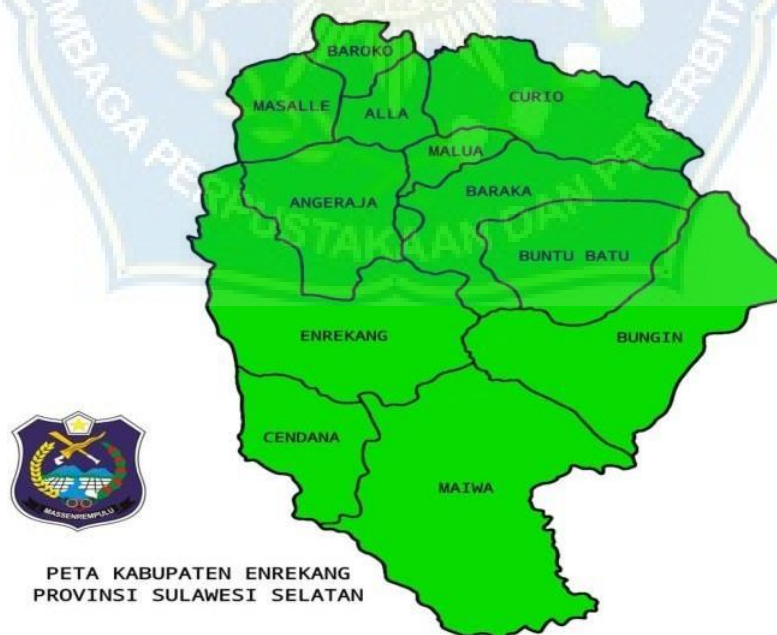 BAROKO
MASALLE
ALLA
CURIO
MALUA
ANGERAJA
BARAKA
BUNTU BATU
ENREKANG
BUNGIN
CENDANA
MAIWA
MASSENREMPULU
PETA KABUPATEN ENREKANG
PROVINSI SULAWESI SELATAN